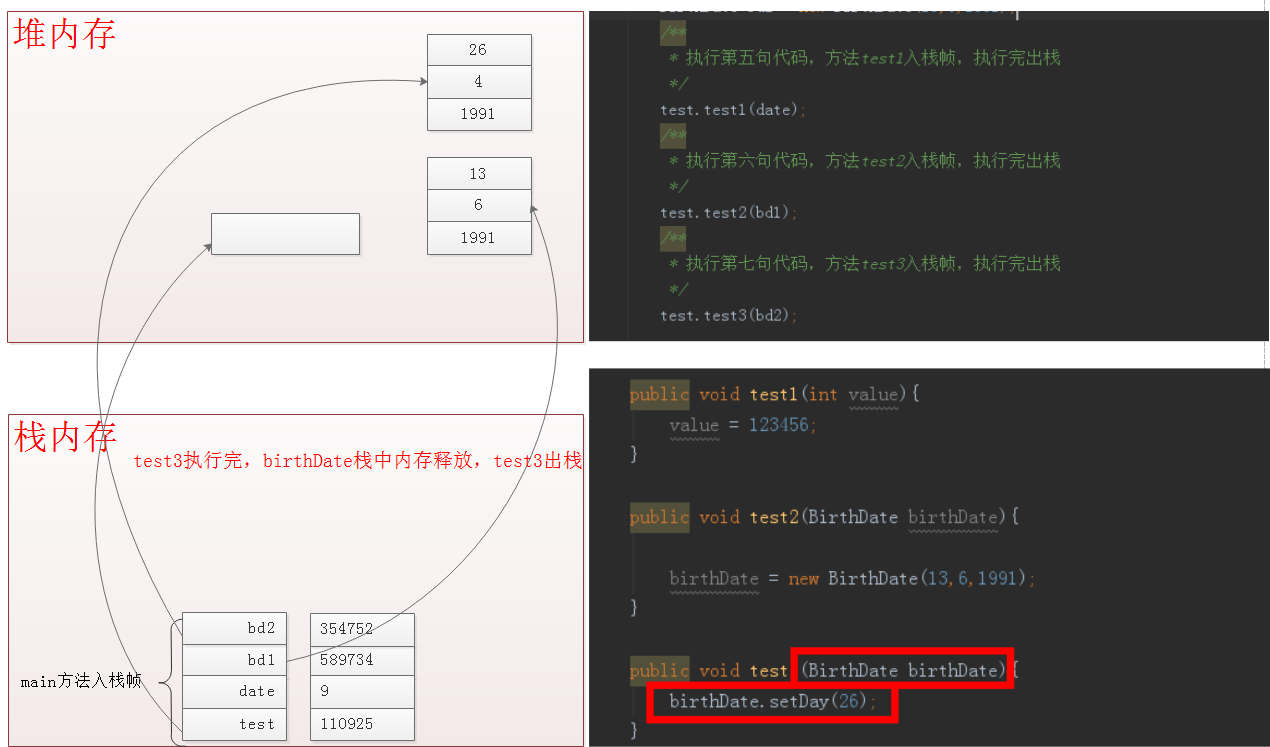 堆内存
26
4
1991
13
6
1991
栈内存
test3执行完，birthDate栈中内存释放，test3出栈
main方法入栈帧
bd2 354752
bd1 589734
date 9
test 110925
/**
* 执行第五句代码，方法test1入栈帧，执行完出栈
*/
test.test1(date);
/**
* 执行第六句代码，方法test2入栈帧，执行完出栈
*/
test.test2(bd1);
/**
* 执行第七句代码，方法test3入栈帧，执行完出栈
*/
test.test3(bd2);
public void test1(int value){
value = 123456;
}
public void test2(BirthDate birthDate){
birthDate = new BirthDate(13,6,1991);
}
public void test (BirthDate birthDate){
birthDate.setDay(26);
}